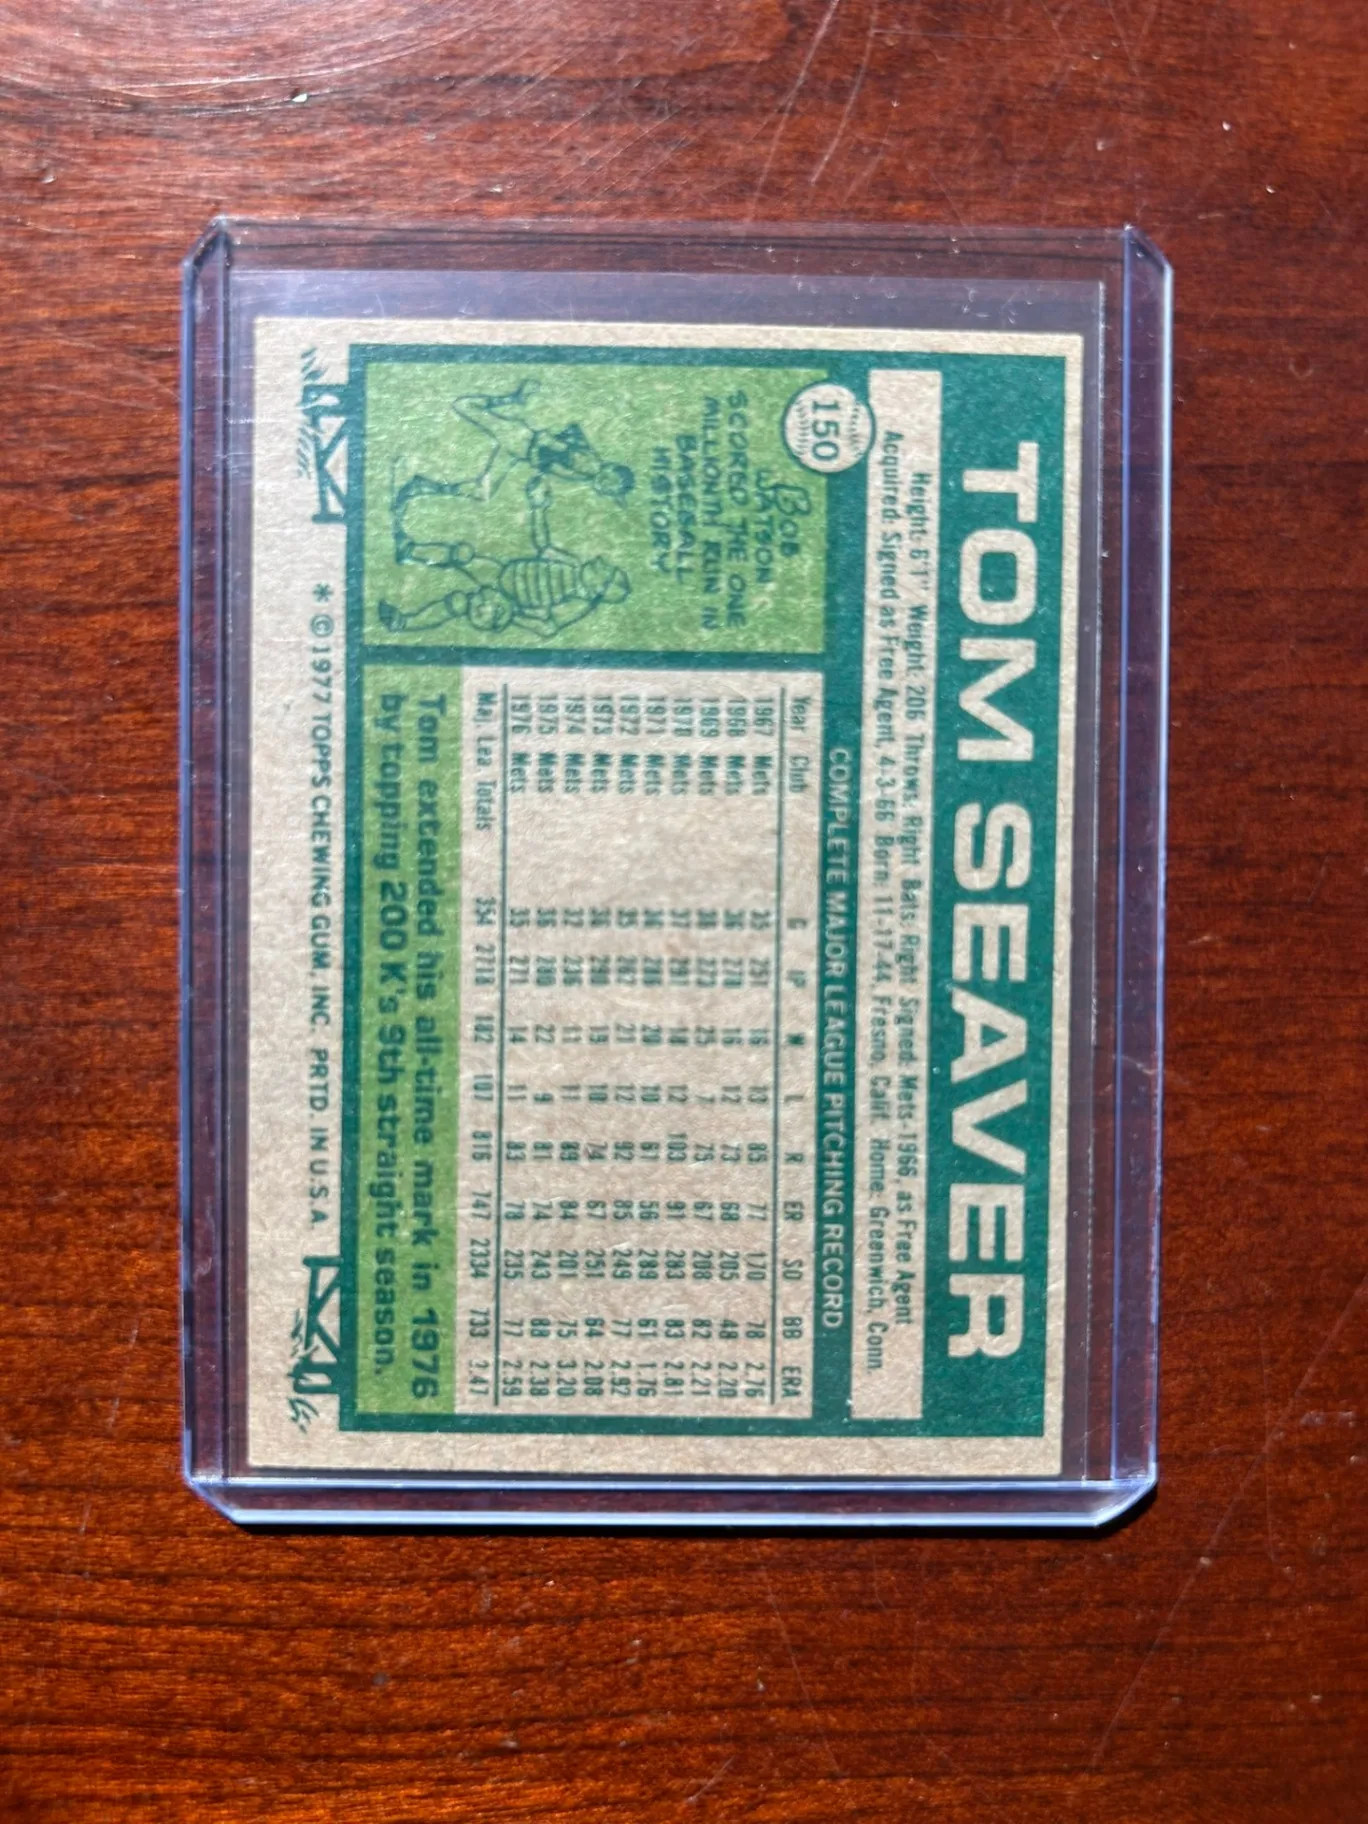 TOM SEAVER
Height: 6'1" Weight: 206 Throws: Right Bats: Right Signed: Mets-1966, as Free Agent
Acquired: Signed as Free Agent, 4-3-66 Born: 11-17-44, Fresno, Calif. Home: Greenwich, Conn.
150
COMPLETE MAJOR LEAGUE PITCHING RECORD
BOB
WATSON
SCORED THE ONE
MILLIONTH RUN IN
BASEBALL
HISTORY
Year Club G IP W L R ER SO BB ERA
1967 Mets 35 251 16 13 85 77 170 78 2.76
1968 Mets 36 278 16 12 73 68 205 48 2.20
1969 Mets 36 273 25 7 75 67 208 82 2.21
1970 Mets 37 291 18 12 103 91 283 83 2.81
1971 Mets 36 286 20 10 61 56 289 61 1.76
1972 Mets 35 262 21 12 92 85 249 77 2.92
1973 Mets 36 290 19 10 74 67 251 64 2.08
1974 Mets 32 236 11 11 89 84 201 75 3.20
1975 Mets 36 280 22 9 81 74 243 88 2.38
1976 Mets 35 271 14 11 83 78 235 77 2.59
Maj. Lea. Totals 354 2718 182 107 816 747 2334 733 2.47
Tom extended his all-time mark in 1976
by topping 200 K's 9th straight season.
* © 1977 TOPPS CHEWING GUM, INC. PRTD. IN U.S.A.